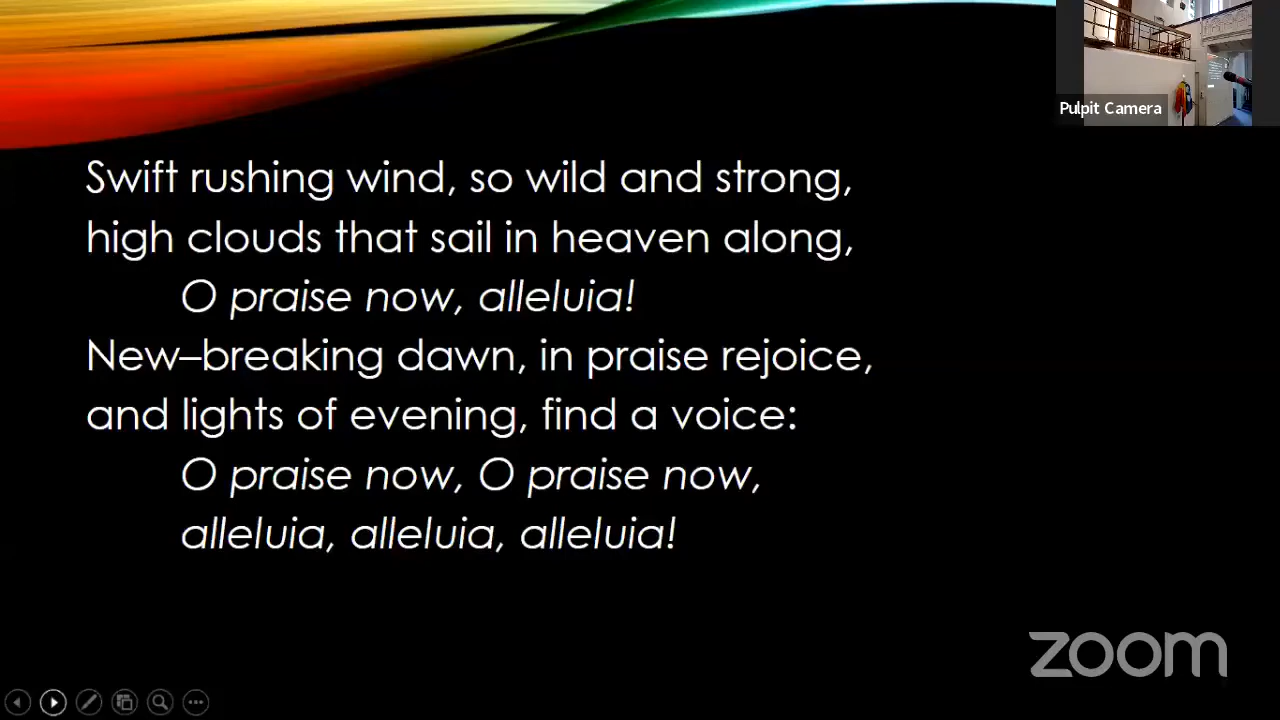 Pulpit Camera
Swift rushing wind, so wild and strong,
high clouds that sail in heaven along,
O praise now, alleluia!
New–breaking dawn, in praise rejoice,
and lights of evening, find a voice:
O praise now, O praise now,
alleluia, alleluia, alleluia!
zoom